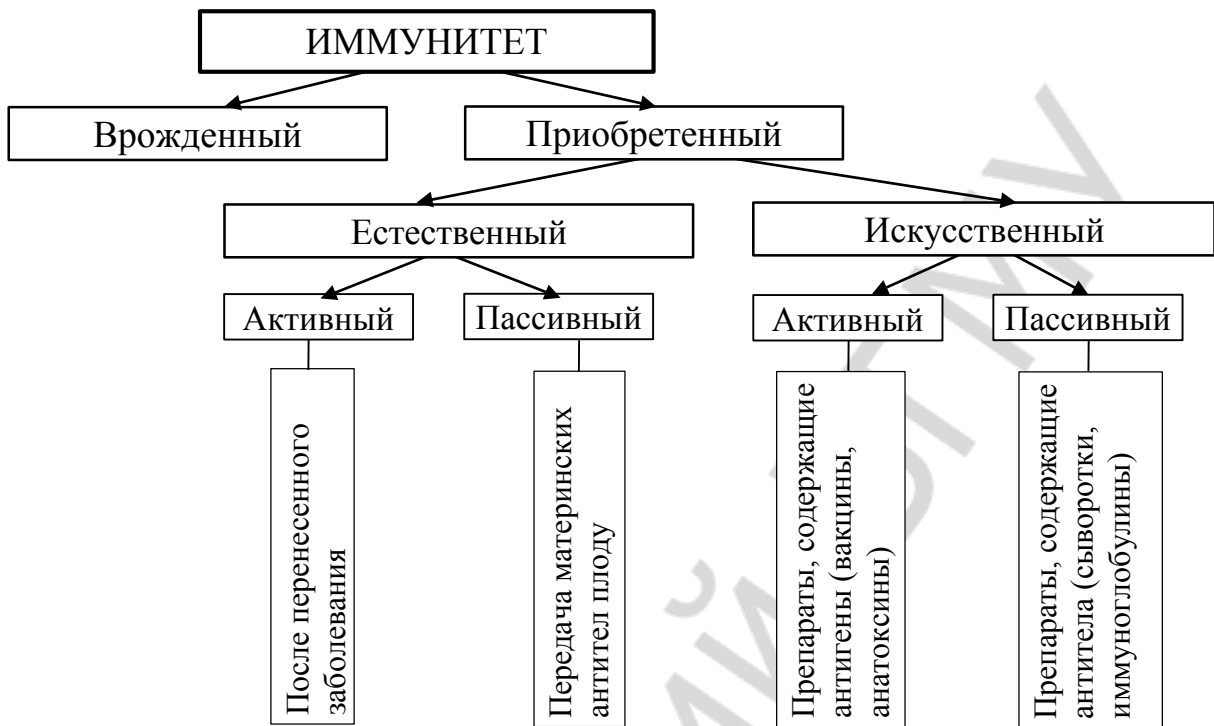 ИММУНИТЕТ
Врожденный
Приобретенный
Естественный
Искусственный
Активный
Пассивный
Активный
Пассивный
После перенесенного
заболевания
Передача материнских
антител плоду
Препараты, содержащие
антигены (вакцины,
анатоксины)
Препараты, содержащие
антитела (сыворотки,
иммуноглобулины)